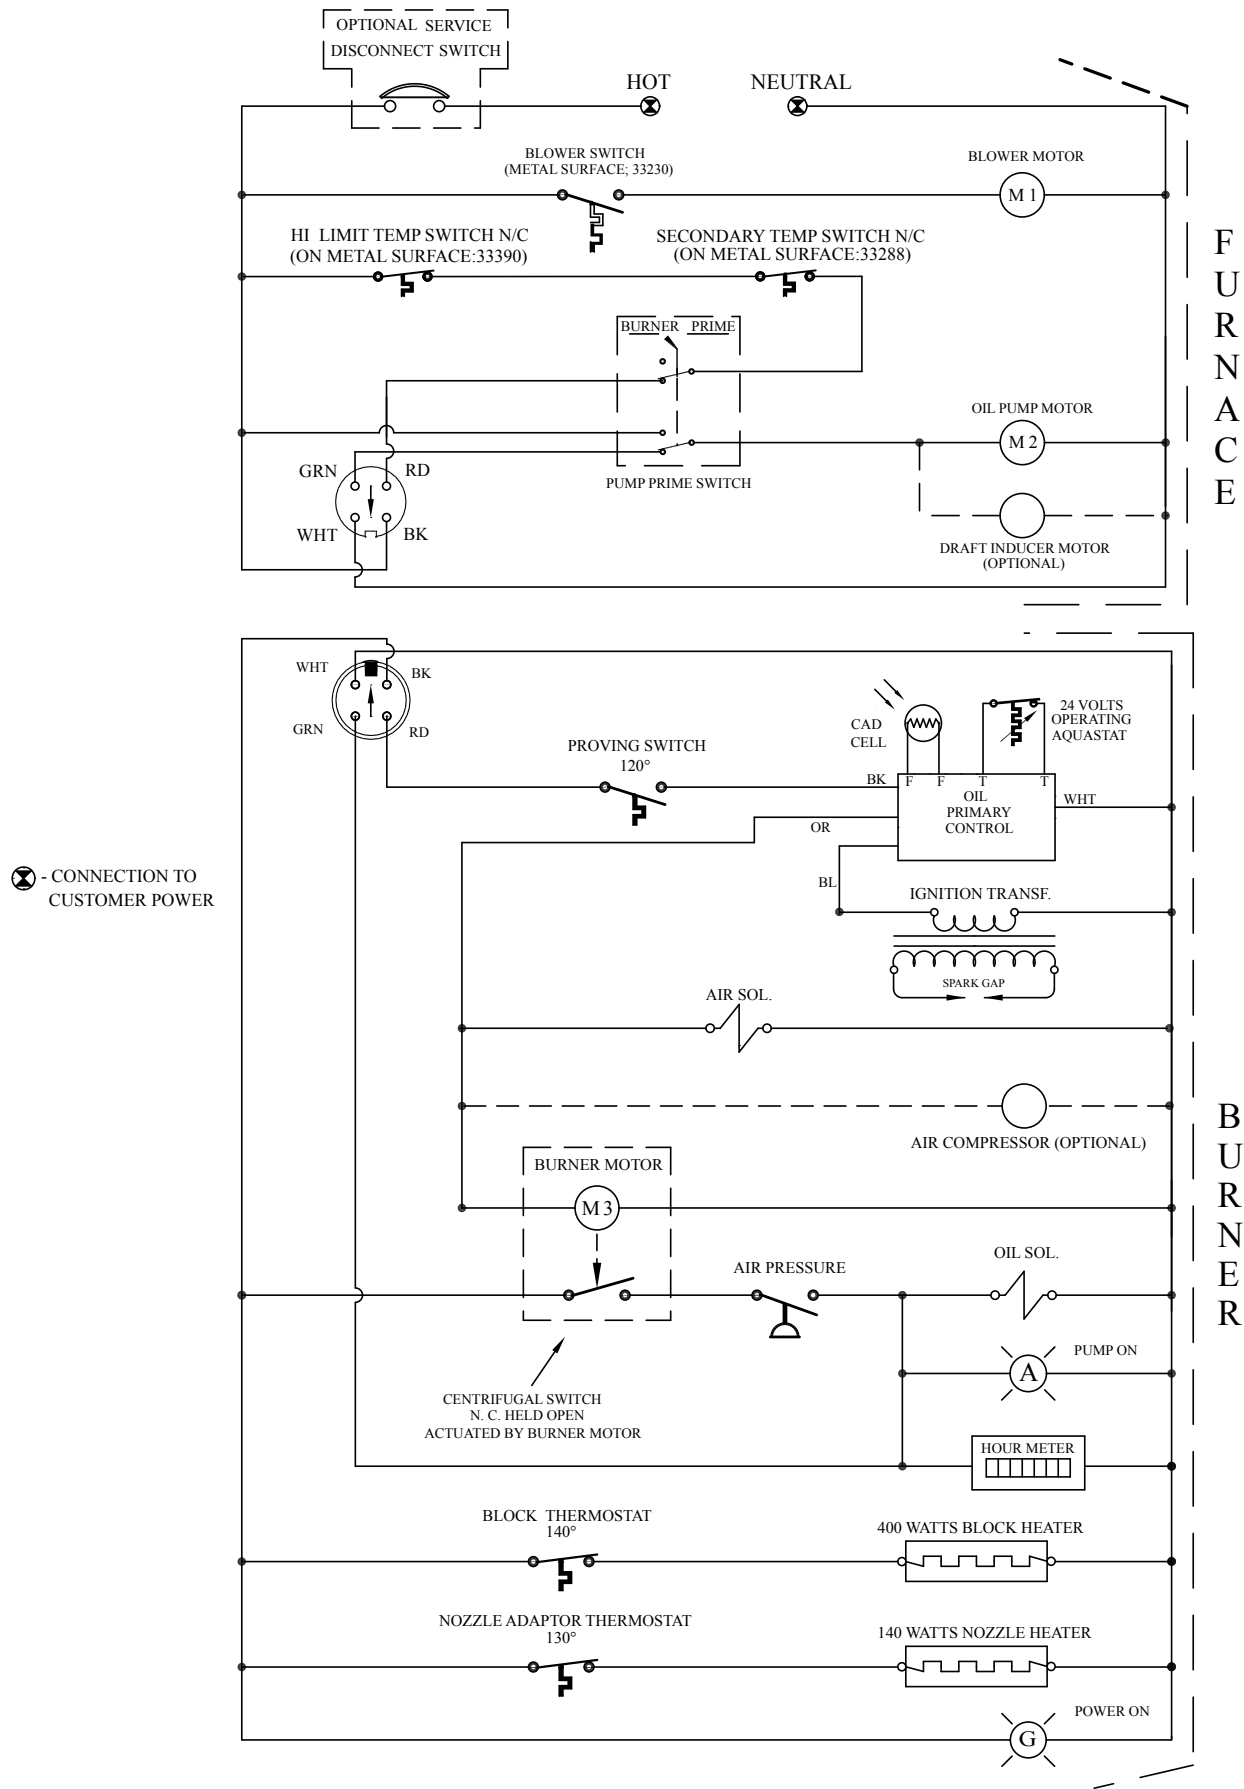 OPTIONAL SERVICE
DISCONNECT SWITCH
HOT
NEUTRAL
BLOWER SWITCH
(METAL SURFACE; 33230)
BLOWER MOTOR
M 1
HI LIMIT TEMP SWITCH N/C
(ON METAL SURFACE:33390)
SECONDARY TEMP SWITCH N/C
(ON METAL SURFACE:33288)
FURNACE
BURNER PRIME
OIL PUMP MOTOR
M 2
GRN
RD
PUMP PRIME SWITCH
WHT
BK
DRAFT INDUCER MOTOR
(OPTIONAL)
WHT
BK
GRN
RD
CAD
CELL
24 VOLTS
OPERATING
AQUASTAT
PROVING SWITCH
120°
BK
F
F
T
T
OIL
PRIMARY
CONTROL
WHT
OR
- CONNECTION TO
CUSTOMER POWER
BL
IGNITION TRANSF.
SPARK GAP
AIR SOL.
AIR COMPRESSOR (OPTIONAL)
BURNER
BURNER MOTOR
M 3
AIR PRESSURE
OIL SOL.
PUMP ON
A
CENTRIFUGAL SWITCH
N. C. HELD OPEN
ACTUATED BY BURNER MOTOR
HOUR METER
BLOCK THERMOSTAT
140°
400 WATTS BLOCK HEATER
NOZZLE ADAPTOR THERMOSTAT
130°
140 WATTS NOZZLE HEATER
POWER ON
G